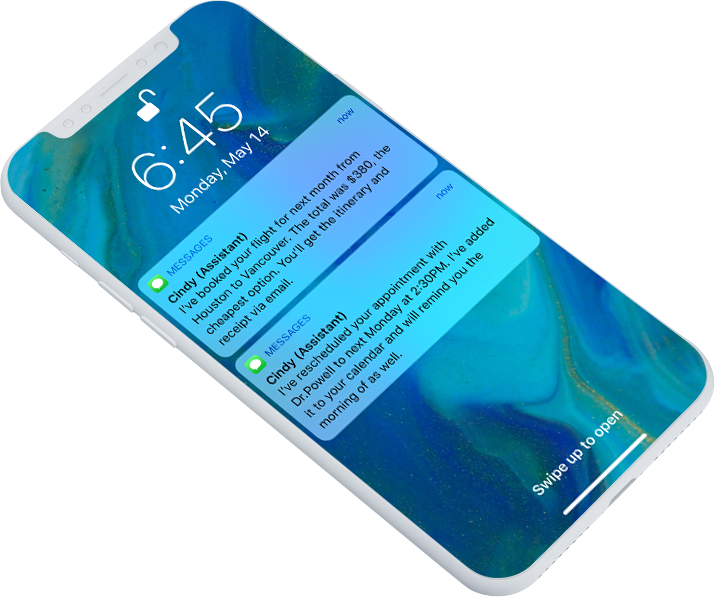 6:45
Monday, May 14
MESSAGES
now
Cindy (Assistant)
I've booked your flight for next month from
Houston to Vancouver. The total was $380, the
cheapest option. You'll get the itinerary and
receipt via email.
MESSAGES
now
Cindy (Assistant)
I've rescheduled your appointment with
Dr.Powell to next Monday at 2:30PM, I've added
it to your calendar and will remind you the
morning of as well.
Swipe up to open